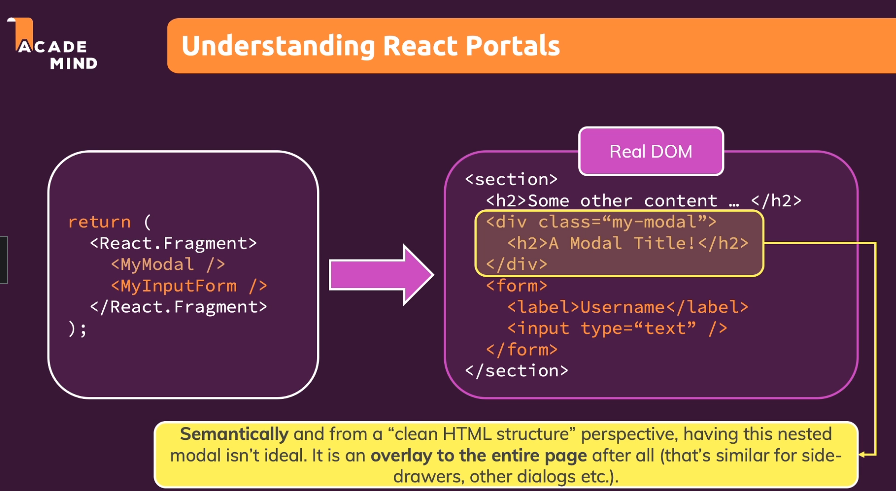 ACADE
MIND
Understanding React Portals
return (
<React.Fragment>
<MyModal />
<MyInputForm />
</React.Fragment>
);
Real DOM
<section>
<h2>Some other content … </h2>
<div class=“my-modal”>
<h2>A Modal Title!</h2>
</div>
<form>
<label>Username</label>
<input type=“text” />
</form>
</section>
Semantically and from a “clean HTML structure” perspective, having this nested
modal isn’t ideal. It is an overlay to the entire page after all (that’s similar for side-
drawers, other dialogs etc.).